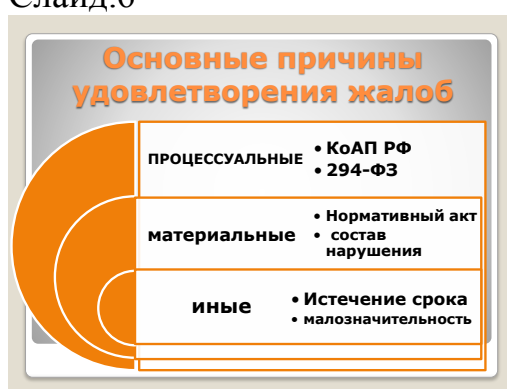 Слайд:6
Основные причины
удовлетворения жалоб
ПРОЦЕССУАЛЬНЫЕ
• КоАП РФ
• 294-ФЗ
материальные
• Нормативный акт
• состав
нарушения
иные
• Истечение срока
• малозначительность